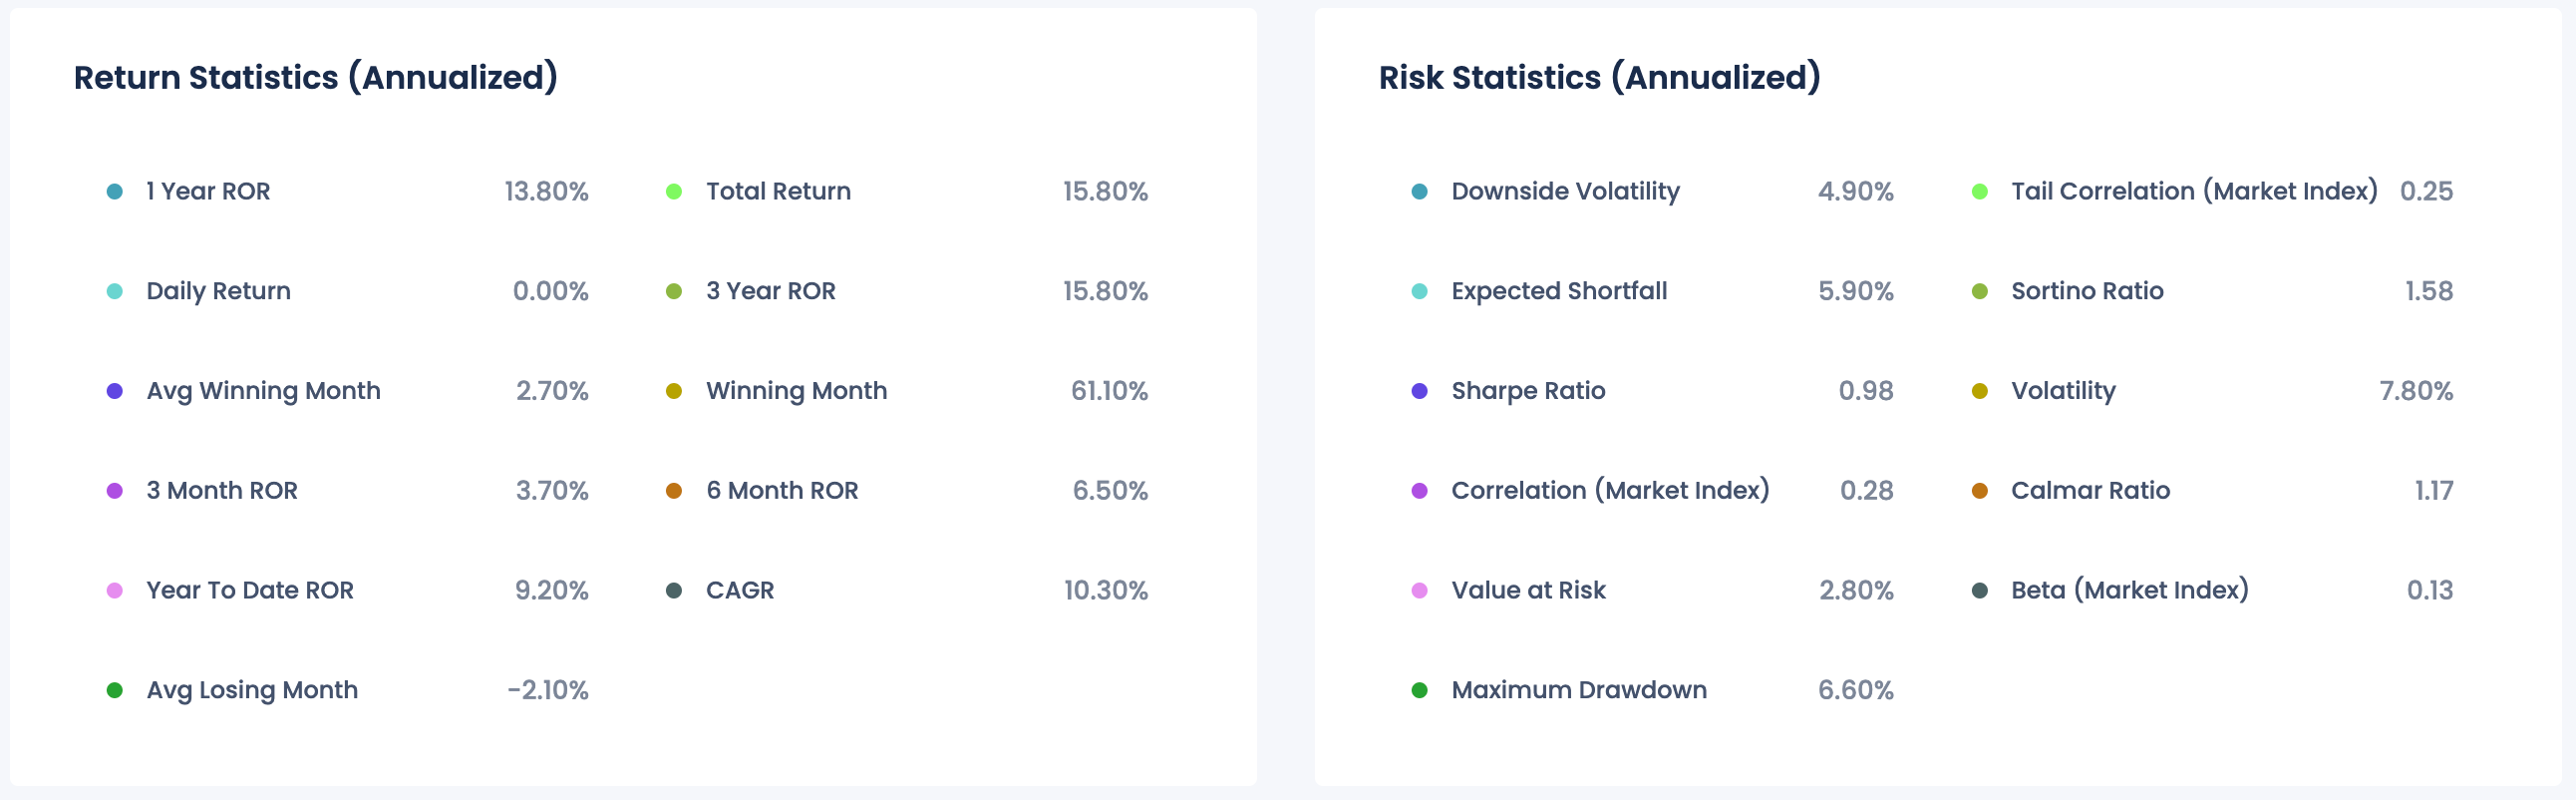 Return Statistics (Annualized)
1 Year ROR 13.80% Total Return 15.80%
Daily Return 0.00% 3 Year ROR 15.80%
Avg Winning Month 2.70% Winning Month 61.10%
3 Month ROR 3.70% 6 Month ROR 6.50%
Year To Date ROR 9.20% CAGR 10.30%
Avg Losing Month −2.10%
Risk Statistics (Annualized)
Downside Volatility 4.90% Tail Correlation (Market Index) 0.25
Expected Shortfall 5.90% Sortino Ratio 1.58
Sharpe Ratio 0.98 Volatility 7.80%
Correlation (Market Index) 0.28 Calmar Ratio 1.17
Value at Risk 2.80% Beta (Market Index) 0.13
Maximum Drawdown 6.60%